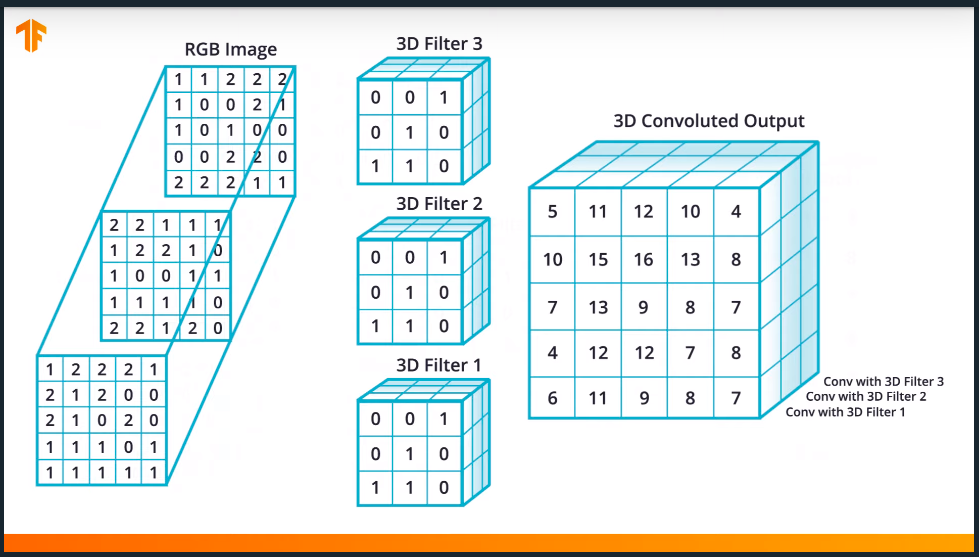 RGB Image
1 1 2 2 2
1 0 0 2 1
1 0 1 0 0
0 0 2 2 0
2 2 2 1 1
2 2 1 1 1
1 2 2 1 0
1 0 0 1 1
1 1 1 1 0
2 2 1 2 0
1 2 2 2 1
2 1 2 0 0
2 1 0 2 0
1 1 1 0 1
1 1 1 1 1
3D Filter 3
0 0 1
0 1 0
1 1 0
3D Filter 2
0 0 1
0 1 0
1 1 0
3D Filter 1
0 0 1
0 1 0
1 1 0
3D Convoluted Output
5 11 12 10 4
10 15 16 13 8
7 13 9 8 7
4 12 12 7 8
6 11 9 8 7
Conv with 3D Filter 3
Conv with 3D Filter 2
Conv with 3D Filter 1